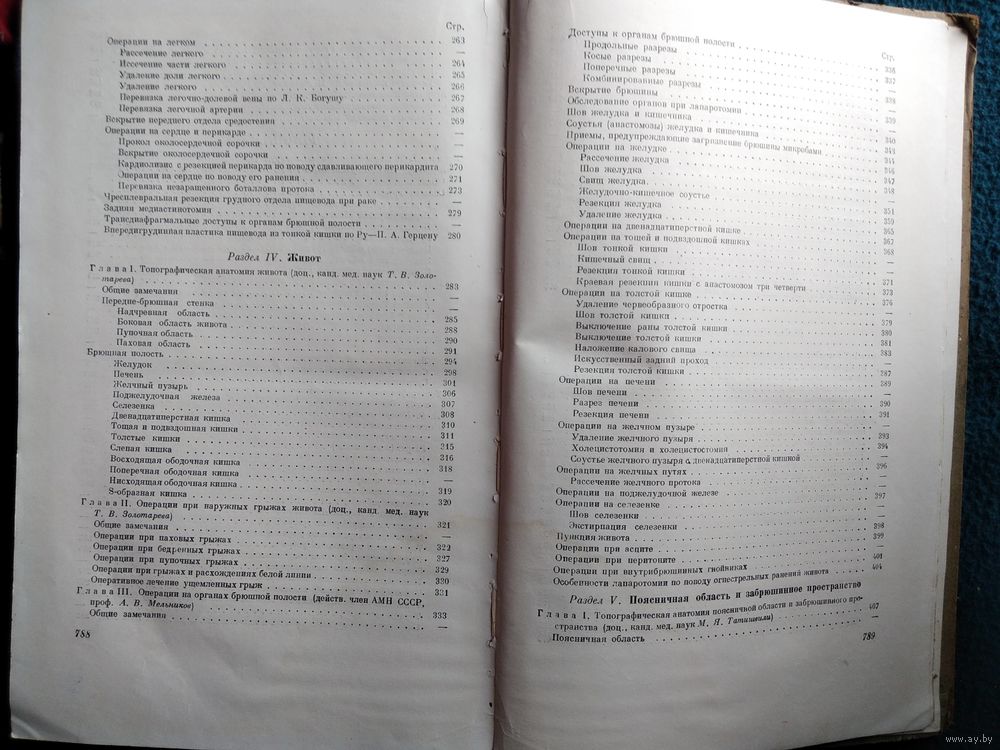 Стр.
Операции на легком 263
Рассечение легкого —
Иссечение части легкого 264
Удаление доли легкого 265
Удаление легкого 266
Перевязка легочно-долевой вены по Л. К. Богушу 267
Перевязка легочной артерии 268
Вскрытие переднего отдела средостения 269
Операции на сердце и перикарде —
Прокол околосердечной сорочки —
Вскрытие околосердечной сорочки —
Кардиолизис с резекцией перикарда по поводу сдавливающего перикардита 270
Операции на сердце по поводу его ранения 271
Перевязка незаращенного боталлова протока 273
Чресплевральная резекция грудного отдела пищевода при раке —
Задняя медиастинотомия 279
Трансдиафрагмальные доступы к органам брюшной полости —
Впередигрудинная пластика пищевода из тонкой кишки по Ру—П. А. Герцену 280
Раздел IV. Живот
Глава I. Топографическая анатомия живота (доц., канд. мед. наук Т. В. Золо-
тарева) 283
Общие замечания —
Передне-брюшная стенка —
Надчревная область 285
Боковая область живота 288
Пупочная область 290
Паховая область 291
Брюшная полость 294
Желудок 298
Печень 301
Желчный пузырь 306
Поджелудочная железа 307
Селезенка 308
Двенадцатиперстная кишка 310
Тощая и подвздошная кишки 311
Толстые кишки 315
Слепая кишка 316
Восходящая ободочная кишка 318
Поперечная ободочная кишка —
Нисходящая ободочная кишка 319
S-образная кишка 320
Глава II. Операции при наружных грыжах живота (доц., канд. мед. наук
Т. В. Золотарева) 321
Общие замечания —
Операции при паховых грыжах 322
Операции при бедренных грыжах 327
Операции при пупочных грыжах 329
Операции при грыжах и расхождениях белой линии 330
Оперативное лечение ущемленных грыж 331
Глава III. Операции на органах брюшной полости (действ. член АМН СССР,
проф. А. В. Мельников) 333
Общие замечания —
788
Доступы к органам брюшной полости
Стр.
Продольные разрезы 336
Косые разрезы 337
Поперечные разрезы —
Комбинированные разрезы 338
Вскрытие брюшины —
Обследование органов при лапаротомии 339
Шов желудка и кишечника —
Соустья (анастомозы) желудка и кишечника 340
Приемы, предупреждающие загрязнение брюшины микробами 343
Операции на желудке 344
Рассечение желудка 346
Шов желудка 347
Свищ желудка 348
Желудочно-кишечное соустье —
Резекция желудка 351
Удаление желудка 359
Операции на двенадцатиперстной кишке 365
Операции на тощей и подвздошной кишках 367
Шов тонкой кишки 368
Кишечный свищ —
Резекция тонкой кишки —
Краевая резекция кишки с анастомозом три четверти 371
Операции на толстой кишке 373
Удаление червеобразного отростка 376
Шов толстой кишки —
Выключение раны толстой кишки 379
Выключение толстой кишки 380
Наложение калового свища 381
Искусственный задний проход 383
Резекция толстой кишки —
Операции на печени 387
Шов печени 389
Разрез печени —
Резекция печени 390
Операции на желчном пузыре 391
Удаление желчного пузыря —
Холецистотомия и холецистостомия 393
Соустье желчного пузыря с двенадцатиперстной кишкой 394
Операции на желчных путях —
Рассечение желчного протока 396
Операции на поджелудочной железе —
Операции на селезенке 397
Шов селезенки —
Экстирпация селезенки —
Пункция живота 398
Операции при асците 399
Операции при перитоните —
Операции при внутрибрюшинных гнойниках 401
Особенности лапаротомии по поводу огнестрельных ранений живота 404
Раздел V. Поясничная область и забрюшинное пространство
Глава I. Топографическая анатомия поясничной области и забрюшинного про-
странства (доц., канд. мед. наук М. Я. Татишвили) 407
Поясничная область —
789
www.ay.by